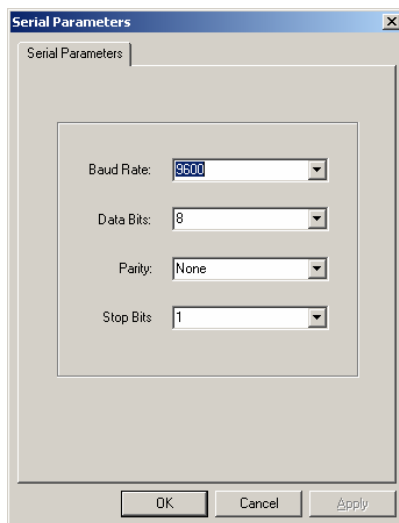 Serial Parameters
Serial Parameters
Baud Rate: 9600
Data Bits: 8
Parity: None
Stop Bits 1
OK Cancel Apply